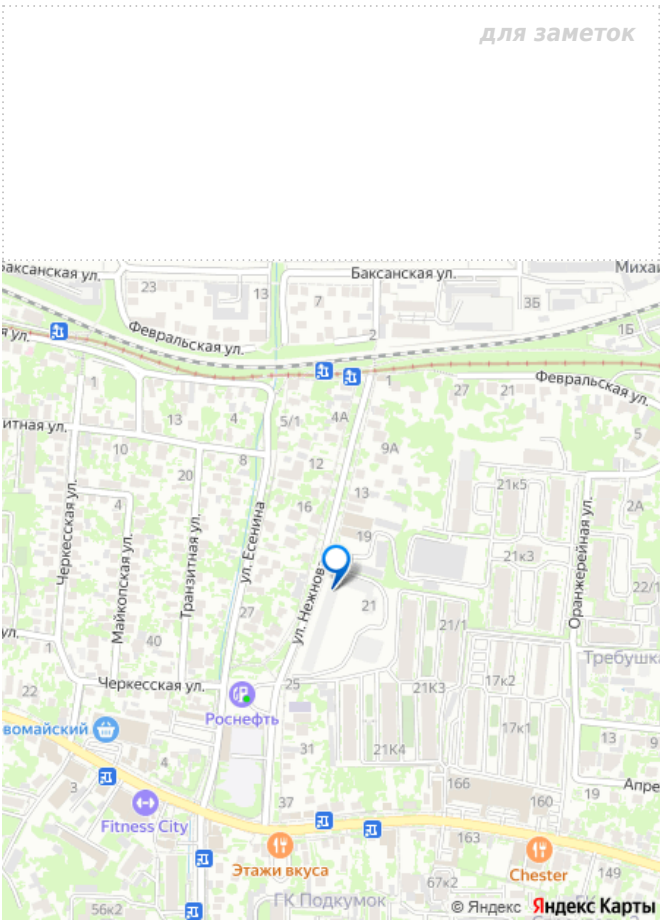 для заметок
Баксанская ул.
Баксанская ул.
Михай
23
13
7
3Б
1Б
Февральская ул.
2
я ул.
1
1
27
21
Февральская ул.
13
4
5/1
4А
итная ул.
8
9А
5
10
12
20
4
16
13
21к5
2А
Черкесская ул.
Майкопская ул.
Транзитная ул.
ул. Есенина
19
21к3
Оранжерейная ул.
22/1
ул. Нежнов
27
21
21/1
ул.
40
Требушка
22
Черкесская ул.
25
21К3
17к2
Роснефть
вомайский
31
21К4
17к1
13
9
4
3
37
166
160
19
Апре
Fitness City
163
Этажи вкуса
Chester
149
67к2
56к2
ГК Подкумок
© Яндекс Яндекс Карты